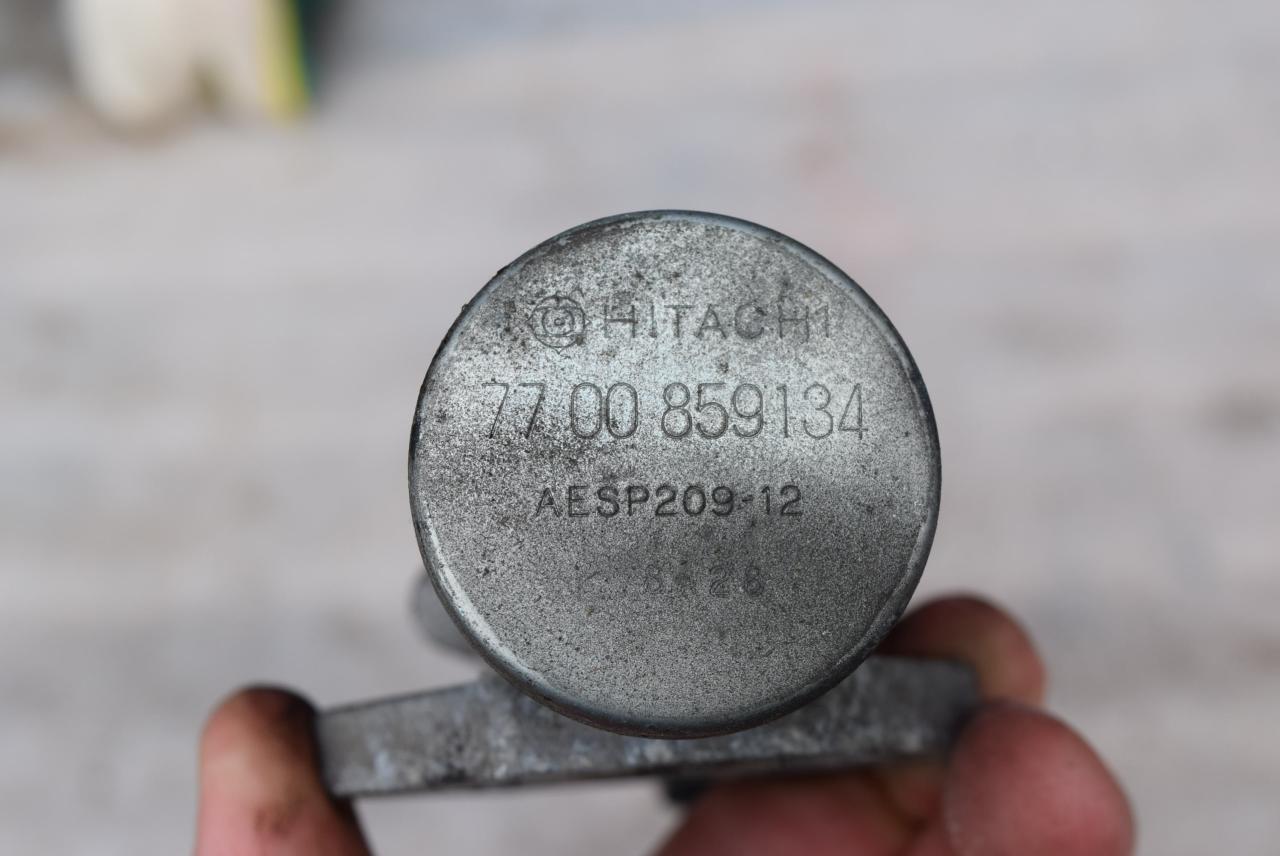 HITACHI
77 00 859134
AESP209-12